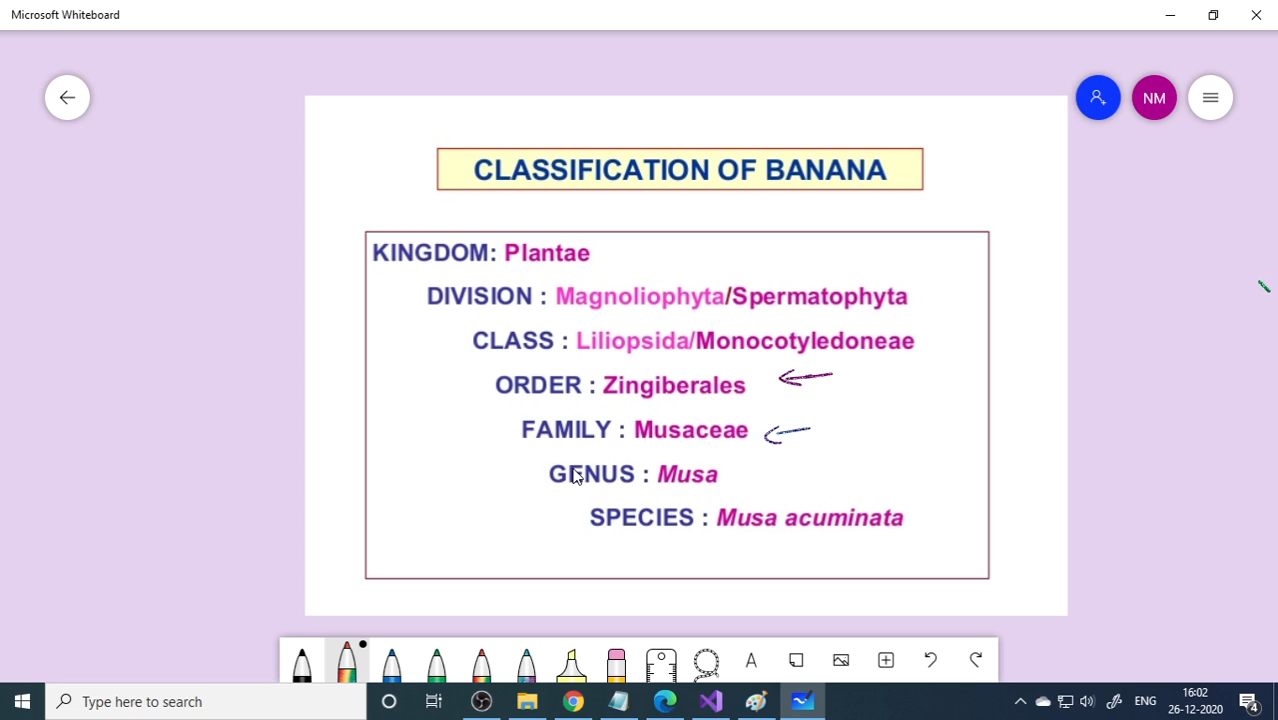 Microsoft Whiteboard
NM
CLASSIFICATION OF BANANA
KINGDOM: Plantae
DIVISION : Magnoliophyta/Spermatophyta
CLASS : Liliopsida/Monocotyledoneae
ORDER : Zingiberales
FAMILY : Musaceae
GENUS : Musa
SPECIES : Musa acuminata
A
Type here to search
ENG
16:02
26-12-2020
4